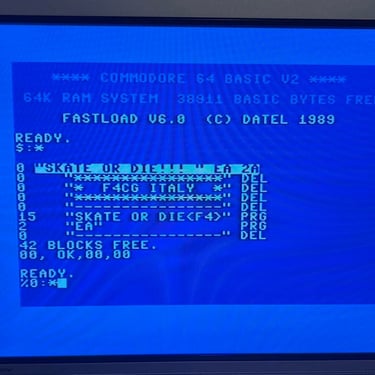 **** COMMODORE 64 BASIC V2 ****
64K RAM SYSTEM 38911 BASIC BYTES FREE
FASTLOAD V6.0 (C) DATEL 1989
READY.
$:*
0 "SKATE OR DIE!!! " EA 2A
0 "****************" DEL
0 "* F4CG ITALY *" DEL
0 "****************" DEL
0 "----------------" DEL
15 "SKATE OR DIE<F4>" PRG
2 "EA" PRG
0 "----------------" DEL
42 BLOCKS FREE.
00, OK,00,00
READY.
%0:*